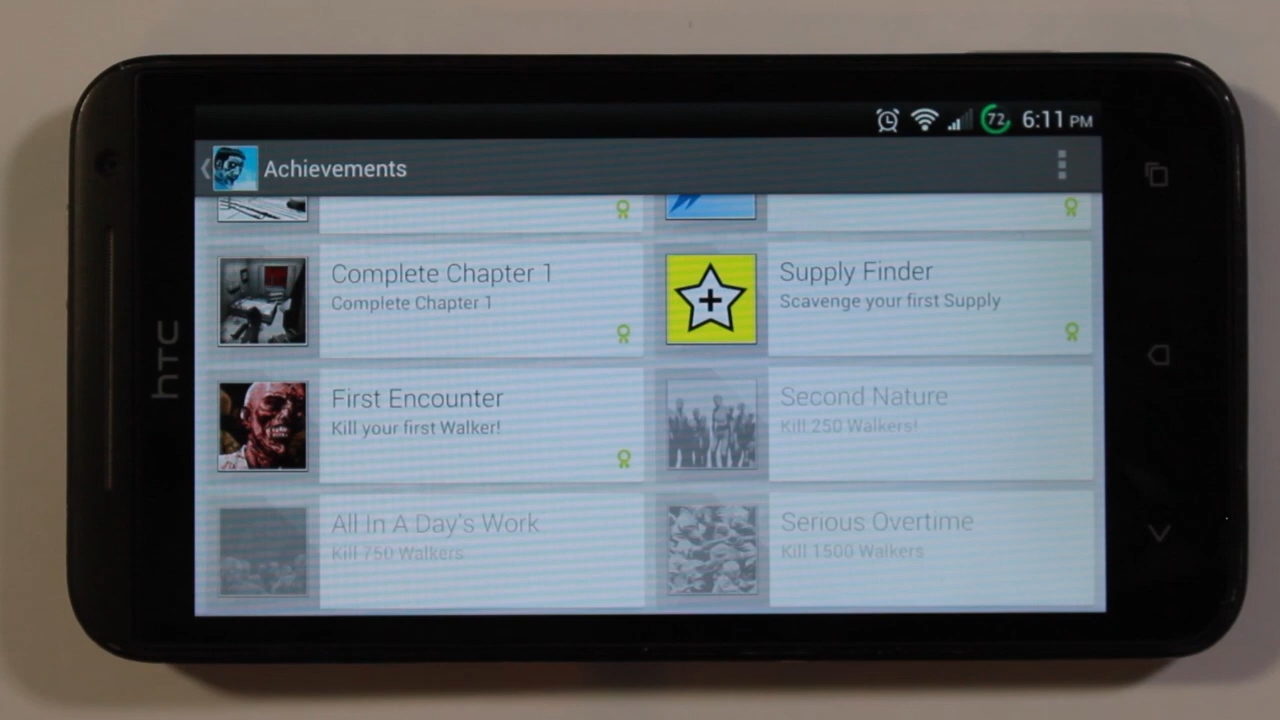 72 6:11 PM
Achievements
Complete Chapter 1
Complete Chapter 1
Supply Finder
Scavenge your first Supply
First Encounter
Kill your first Walker!
Second Nature
Kill 250 Walkers!
All In A Day's Work
Kill 750 Walkers
Serious Overtime
Kill 1500 Walkers
hTC